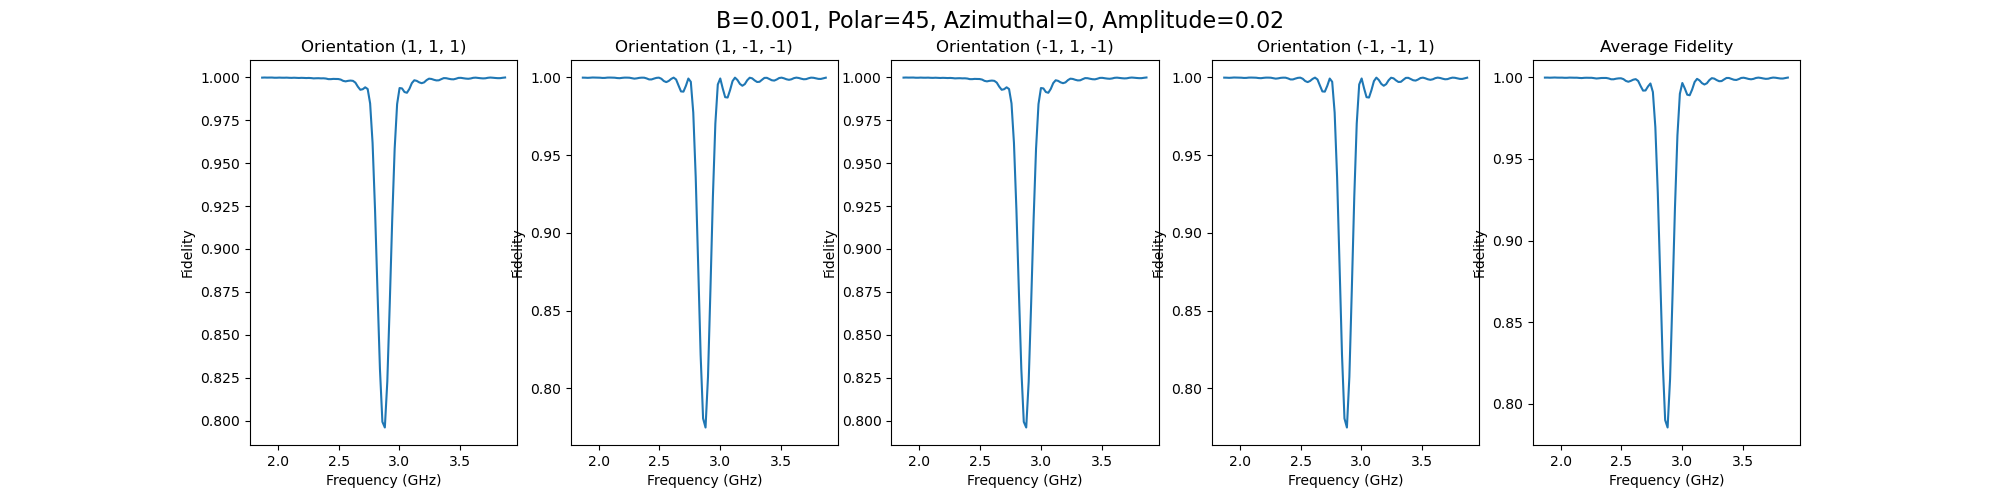 B=0.001, Polar=45, Azimuthal=0, Amplitude=0.02
Orientation (1, 1, 1)
1.000
0.975
0.950
0.925
0.900
0.875
0.850
0.825
0.800
Fidelity
2.0 2.5 3.0 3.5
Frequency (GHz)
Orientation (1, -1, -1)
1.00
0.95
0.90
0.85
0.80
Fidelity
2.0 2.5 3.0 3.5
Frequency (GHz)
Orientation (-1, 1, -1)
1.000
0.975
0.950
0.925
0.900
0.875
0.850
0.825
0.800
Fidelity
2.0 2.5 3.0 3.5
Frequency (GHz)
Orientation (-1, -1, 1)
1.00
0.95
0.90
0.85
0.80
Fidelity
2.0 2.5 3.0 3.5
Frequency (GHz)
Average Fidelity
1.00
0.95
0.90
0.85
0.80
Fidelity
2.0 2.5 3.0 3.5
Frequency (GHz)